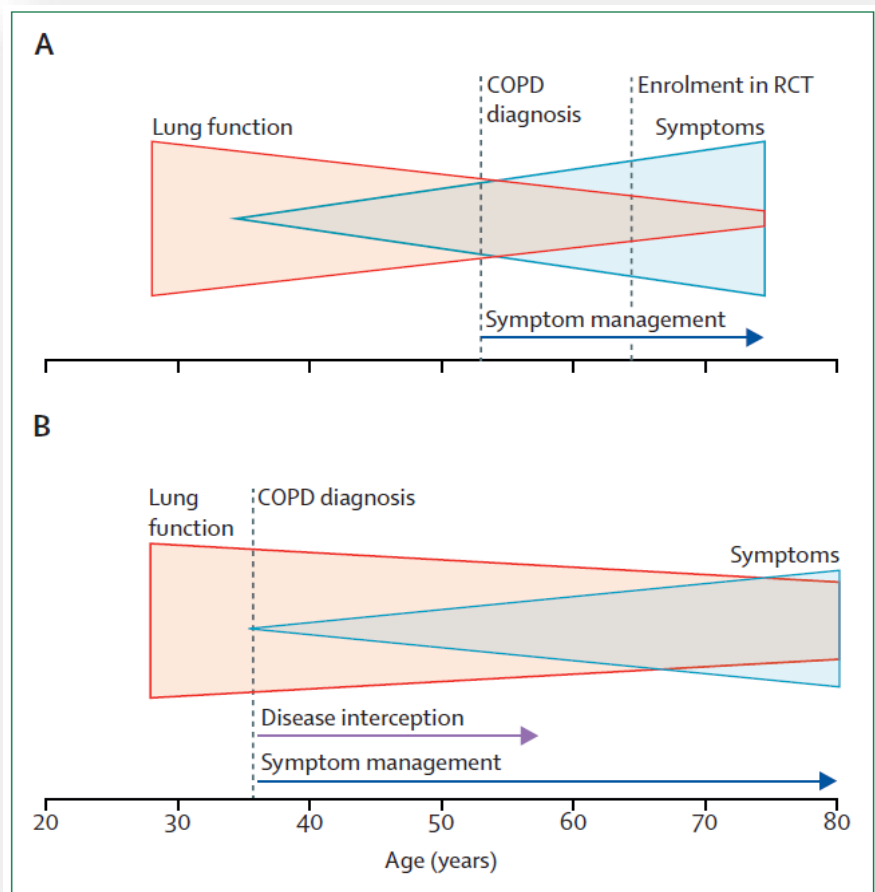 A
COPD
diagnosis
Enrolment in RCT
Lung function
Symptoms
Symptom management
B
Lung
function
COPD diagnosis
Symptoms
Disease interception
Symptom management
20 30 40 50 60 70 80
Age (years)